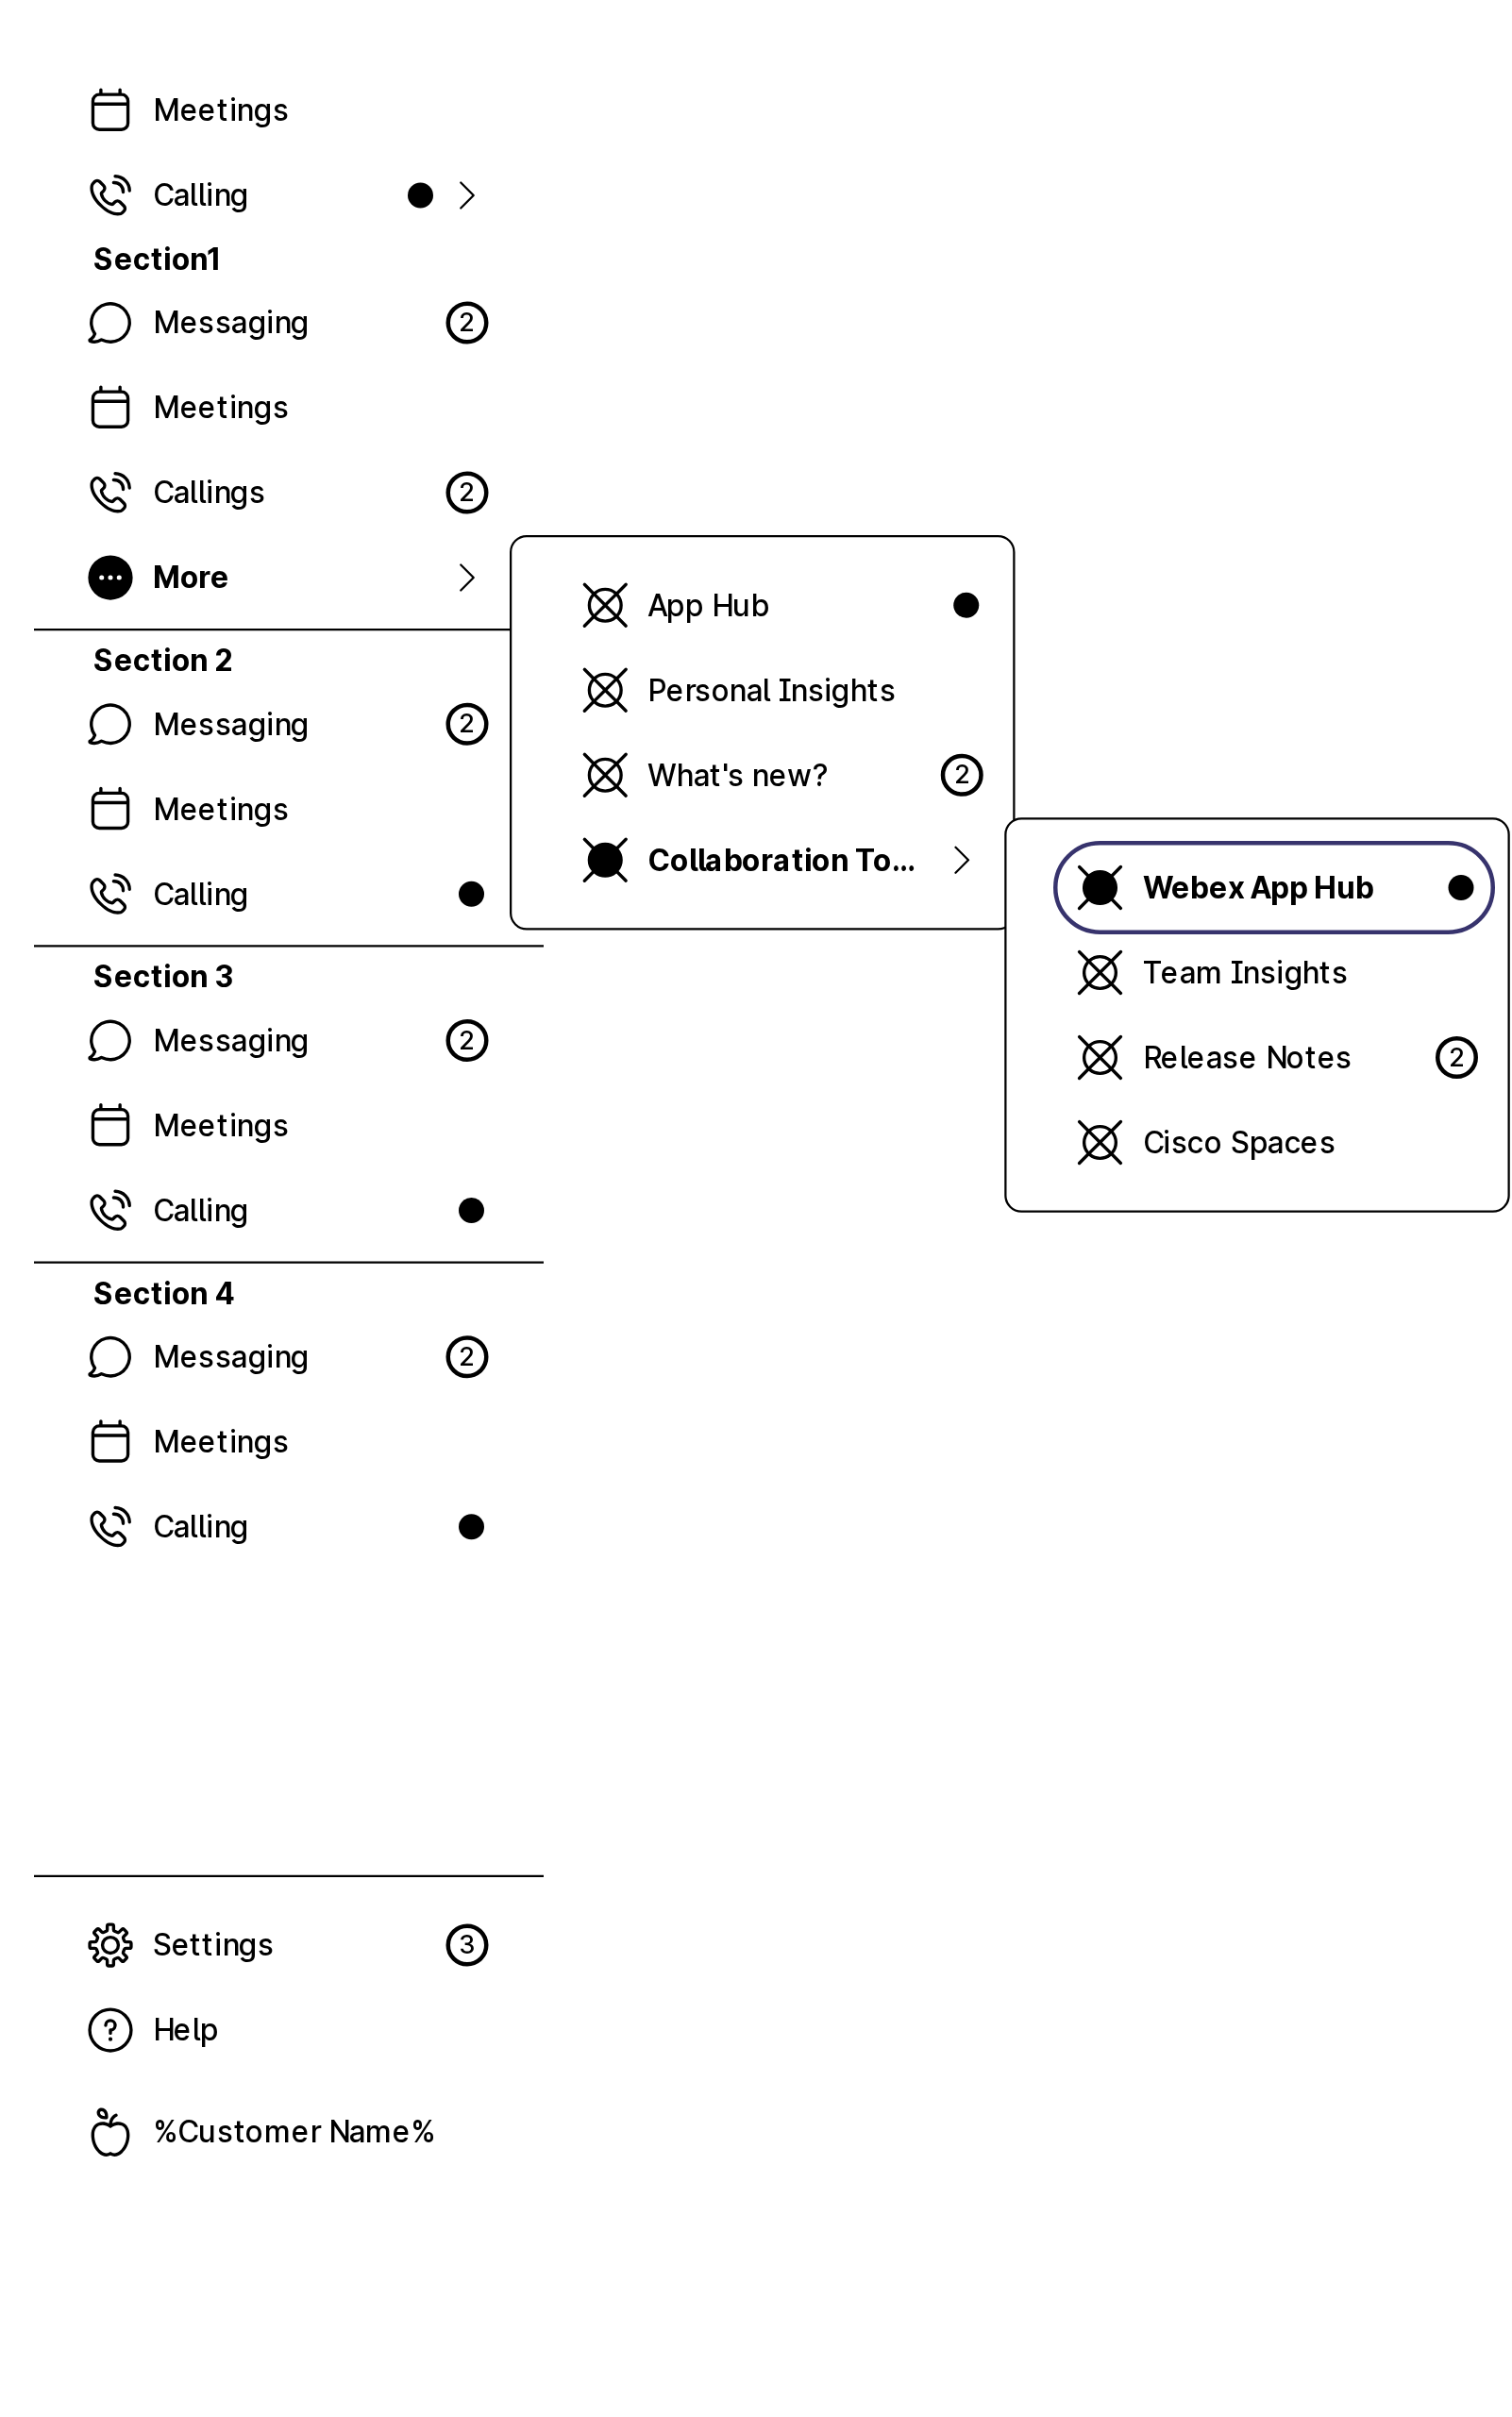 Meetings
Calling
Section1
Messaging 2
Meetings
Callings 2
More
Section 2
Messaging 2
Meetings
Calling
Section 3
Messaging 2
Meetings
Calling
Section 4
Messaging 2
Meetings
Calling
Settings 3
Help
%Customer Name%
App Hub
Personal Insights
What's new? 2
Collaboration To...
Webex App Hub
Team Insights
Release Notes 2
Cisco Spaces